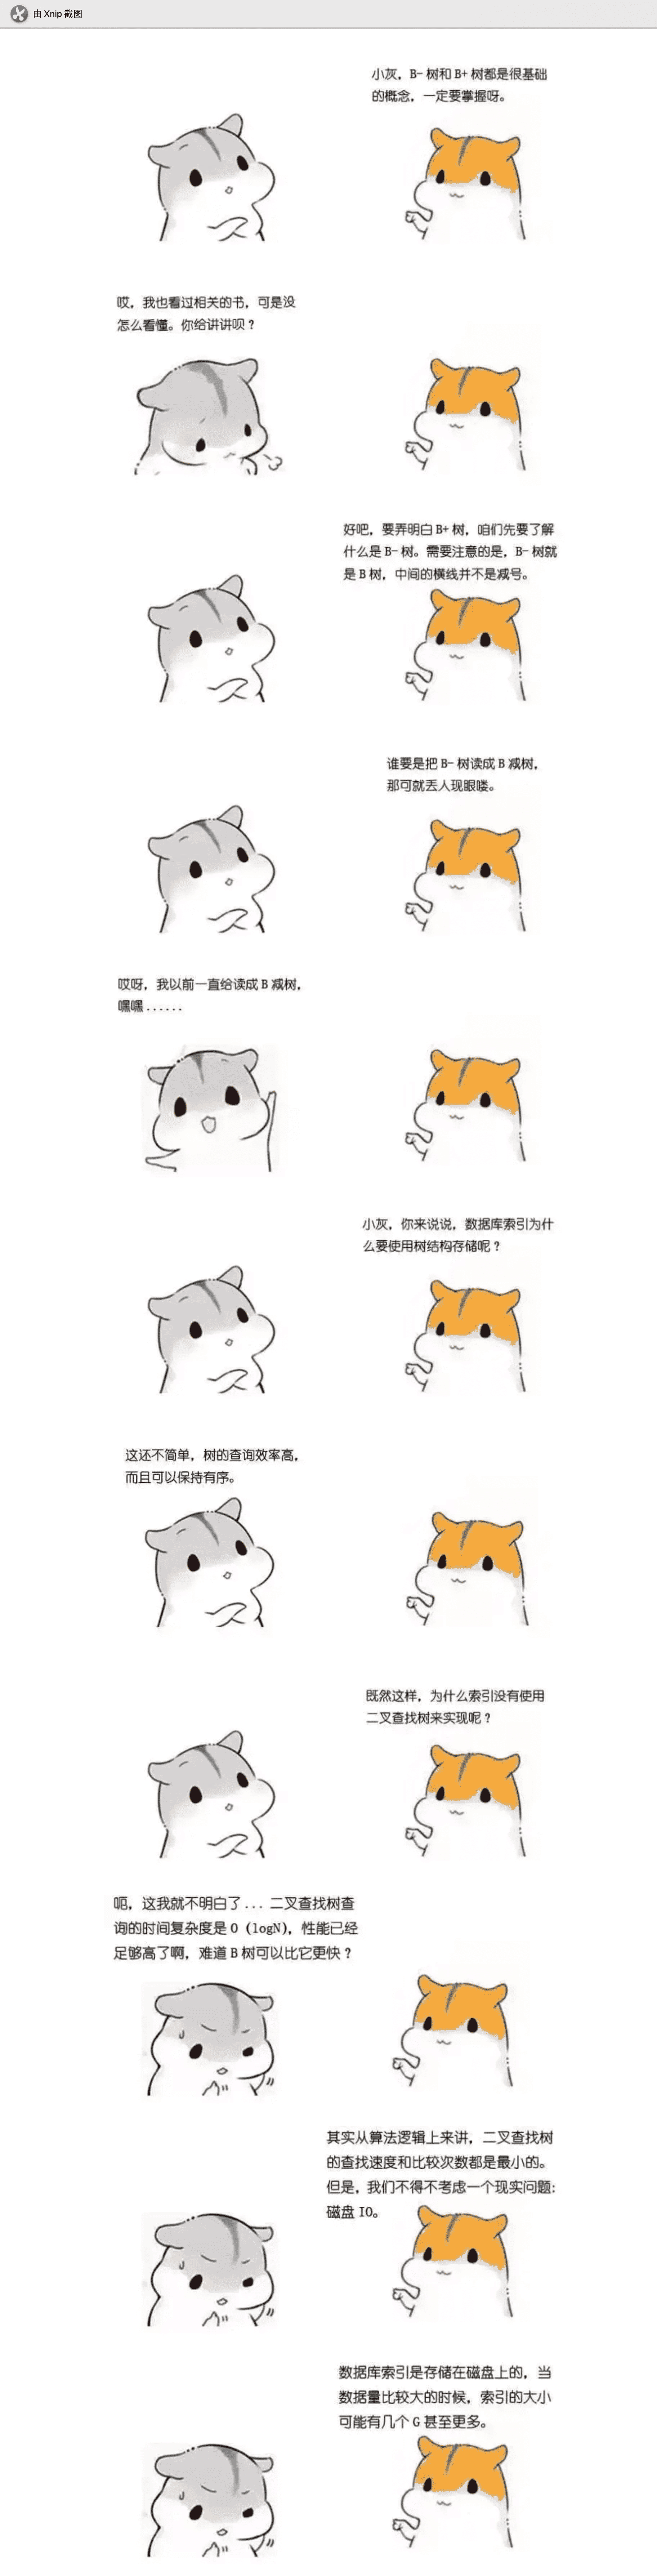 由 Xnip 截图
小灰，B- 树和 B+ 树都是很基础
的概念，一定要掌握呀。
哎，我也看过相关的书，可是没
怎么看懂。你给讲讲呗？
好吧，要弄明白 B+ 树，咱们先要了解
什么是 B- 树。需要注意的是，B- 树就
是 B 树，中间的横线并不是减号。
谁要是把 B- 树读成 B 减树，
那可就丢人现眼喽。
哎呀，我以前一直给读成 B 减树，
嘿嘿......
小灰，你来说说，数据库索引为什
么要使用树结构存储呢？
这还不简单，树的查询效率高，
而且可以保持有序。
既然这样，为什么索引没有使用
二叉查找树来实现呢？
呃，这我就不明白了... 二叉查找树查
询的时间复杂度是 O（logN），性能已经
足够高了啊，难道 B 树可以比它更快？
其实从算法逻辑上来讲，二叉查找树
的查找速度和比较次数都是最小的。
但是，我们不得不考虑一个现实问题：
磁盘 IO。
数据库索引是存储在磁盘上的，当
数据量比较大的时候，索引的大小
可能有几个 G 甚至更多。